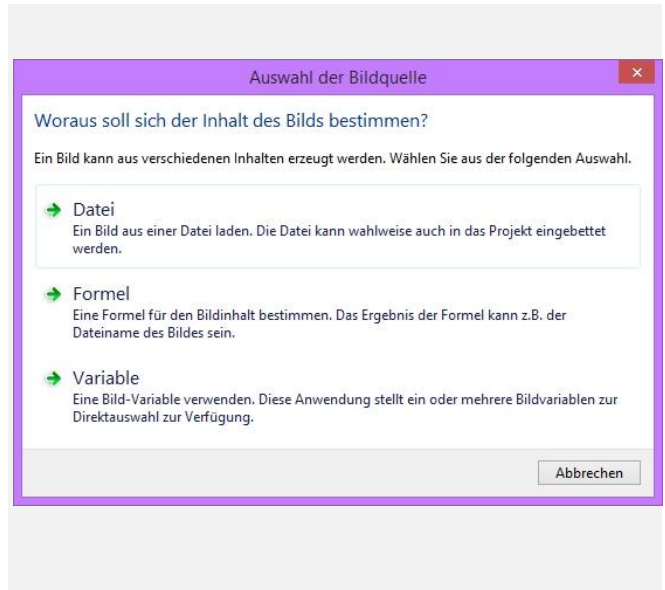 Auswahl der Bildquelle
Woraus soll sich der Inhalt des Bilds bestimmen?
Ein Bild kann aus verschiedenen Inhalten erzeugt werden. Wählen Sie aus der folgenden Auswahl.
Datei
Ein Bild aus einer Datei laden. Die Datei kann wahlweise auch in das Projekt eingebettet
werden.
Formel
Eine Formel für den Bildinhalt bestimmen. Das Ergebnis der Formel kann z.B. der
Dateiname des Bildes sein.
Variable
Eine Bild-Variable verwenden. Diese Anwendung stellt ein oder mehrere Bildvariablen zur
Direktauswahl zur Verfügung.
Abbrechen